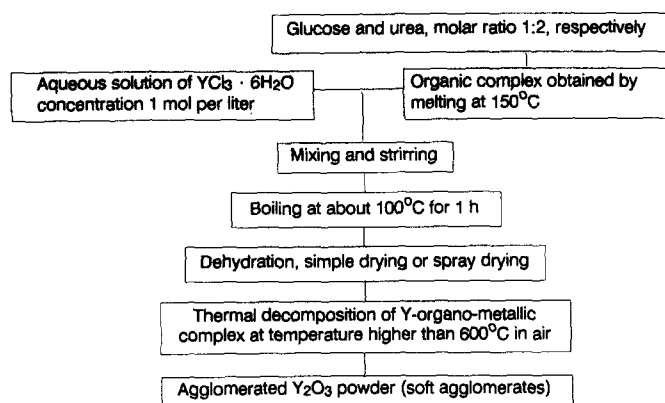 Glucose and urea, molar ratio 1:2, respectively
Aqueous solution of YCl₃ · 6H₂O
concentration 1 mol per liter
Organic complex obtained by
melting at 150°C
Mixing and strirring
Boiling at about 100°C for 1 h
Dehydration, simple drying or spray drying
Thermal decomposition of Y-organo-metallic
complex at temperature higher than 600°C in air
Agglomerated Y₂O₃ powder (soft agglomerates)